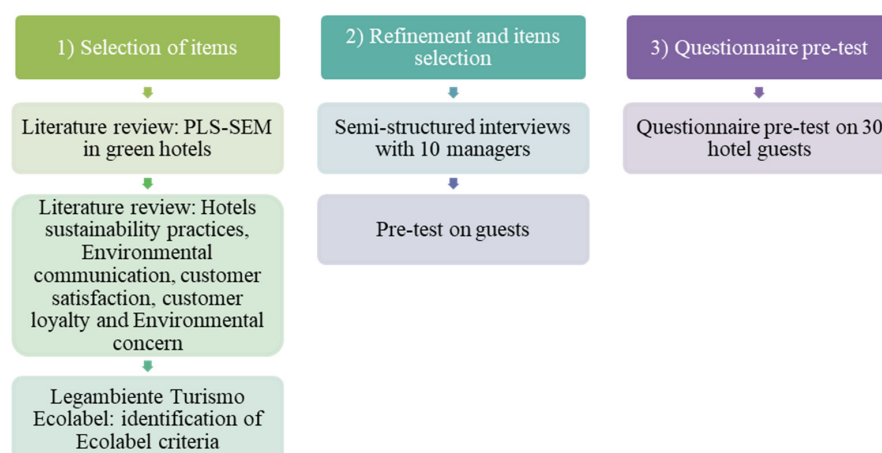 1) Selection of items
Literature review: PLS-SEM
in green hotels
Literature review: Hotels
sustainability practices,
Environmental
communication, customer
satisfaction, customer
loyalty and Environmental
concern
Legambiente Turismo
Ecolabel: identification of
Ecolabel criteria
2) Refinement and items
selection
Semi-structured interviews
with 10 managers
Pre-test on guests
3) Questionnaire pre-test
Questionnaire pre-test on 30
hotel guests